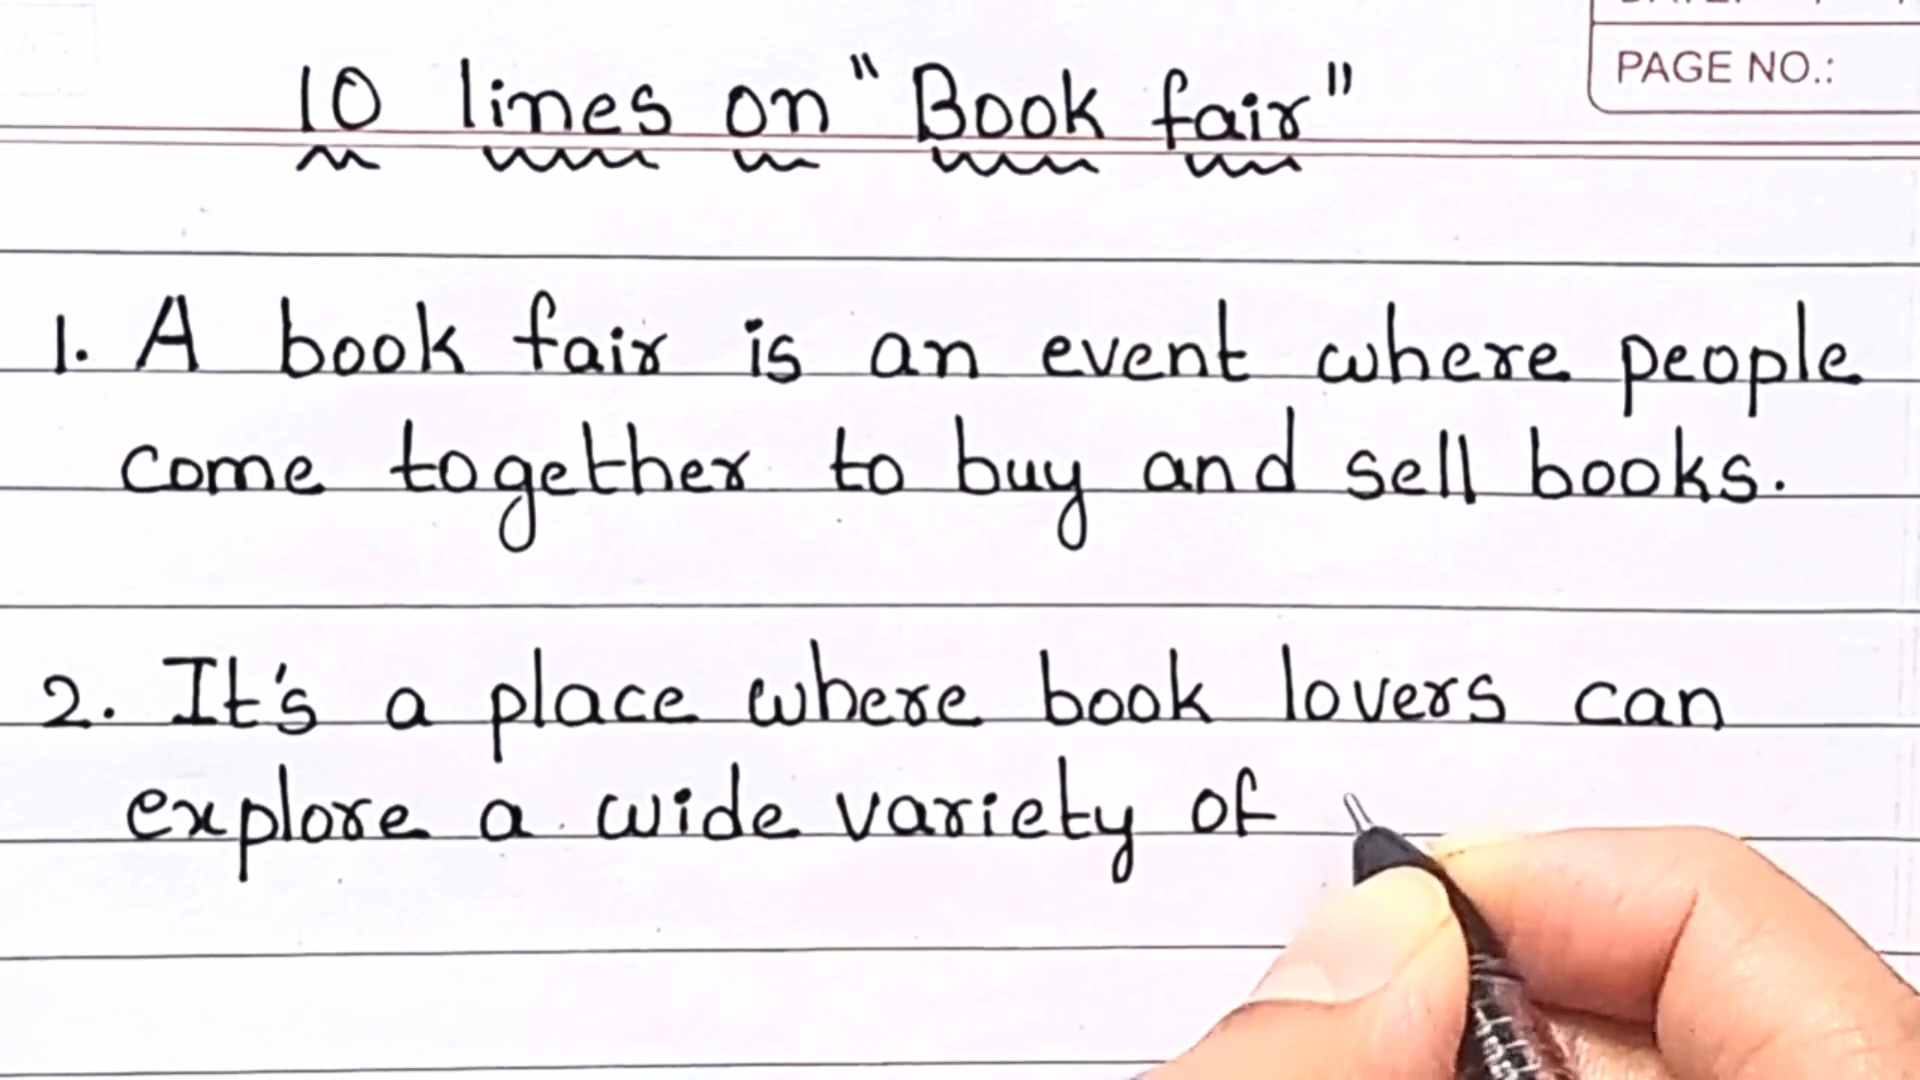 PAGE NO.:
10 lines on "Book fair"
1. A book fair is an event where people
come together to buy and sell books.
2. It's a place where book lovers can
explore a wide variety of